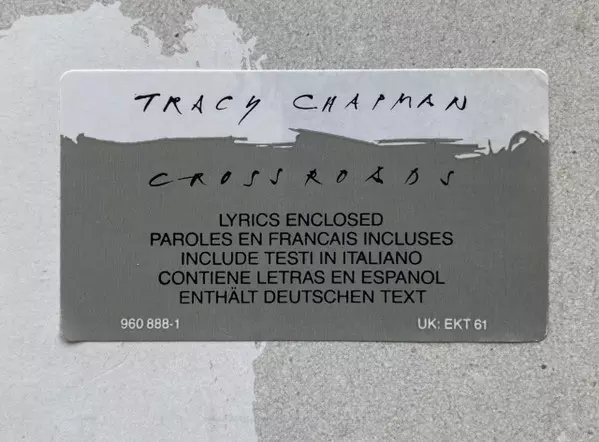 TRACY CHAPMAN
CROSSROADS
LYRICS ENCLOSED
PAROLES EN FRANCAIS INCLUSES
INCLUDE TESTI IN ITALIANO
CONTIENE LETRAS EN ESPANOL
ENTHÄLT DEUTSCHEN TEXT
960 888-1 UK: EKT 61